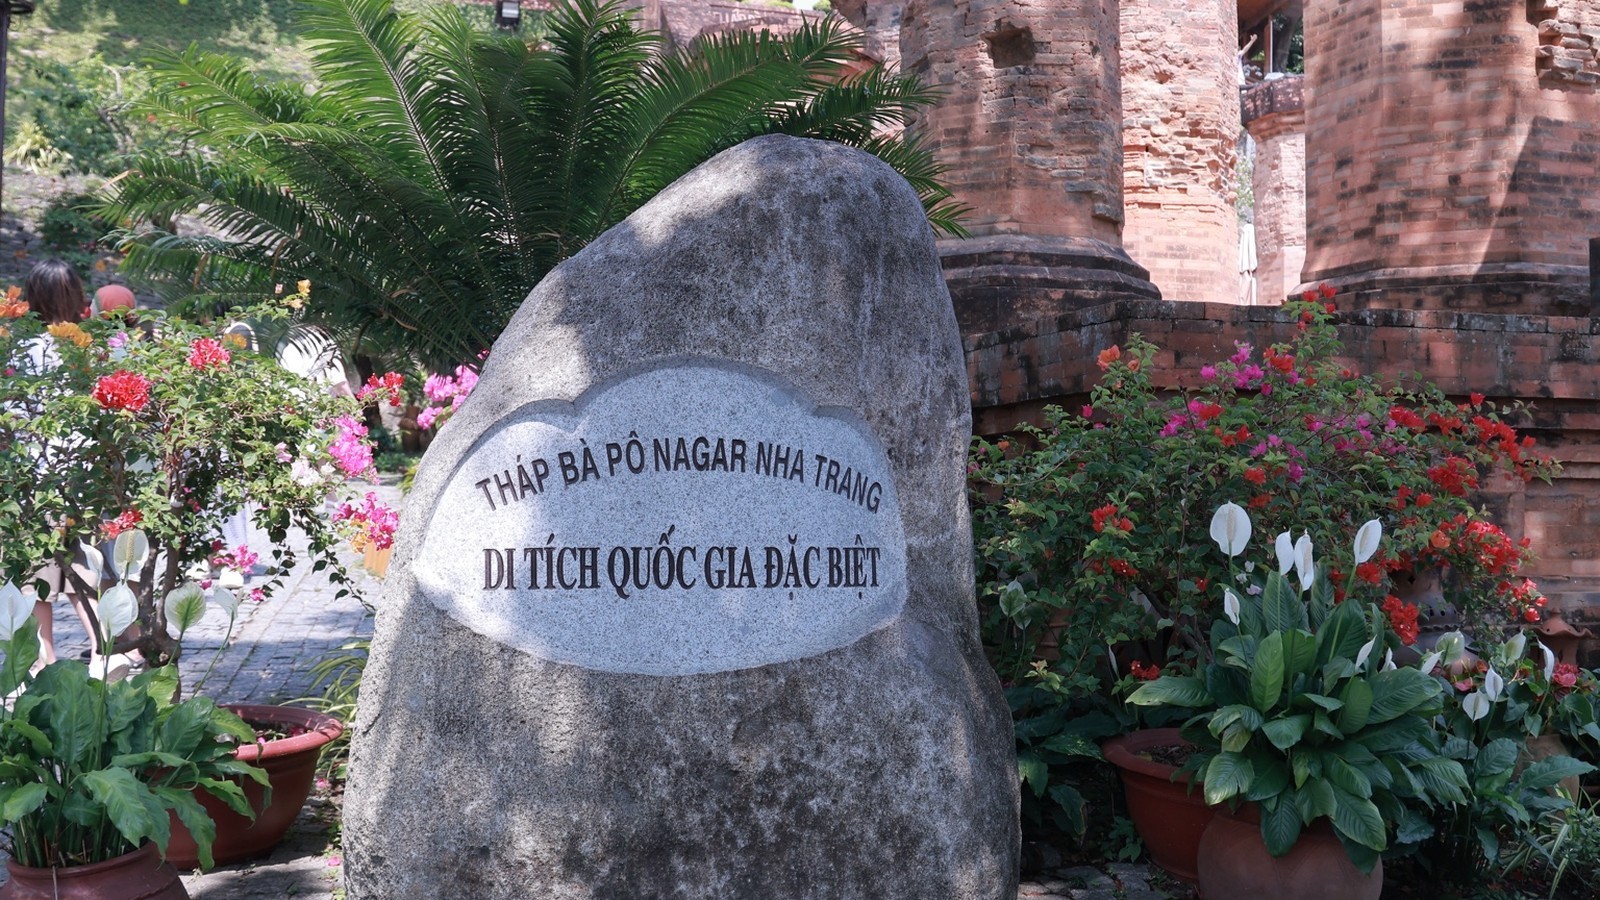 THÁP BÀ PÔ NAGAR NHA TRANG
DI TÍCH QUỐC GIA ĐẶC BIỆT